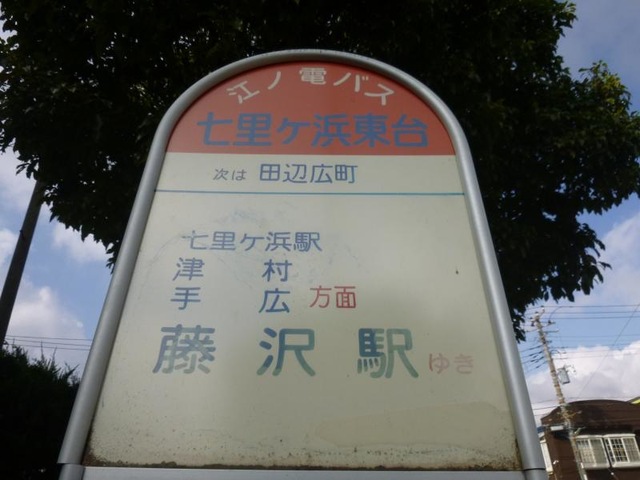 江ノ電バス
七里ヶ浜東台
次は 田辺広町
七里ケ浜駅
津村
手広 方面
藤沢駅 ゆき